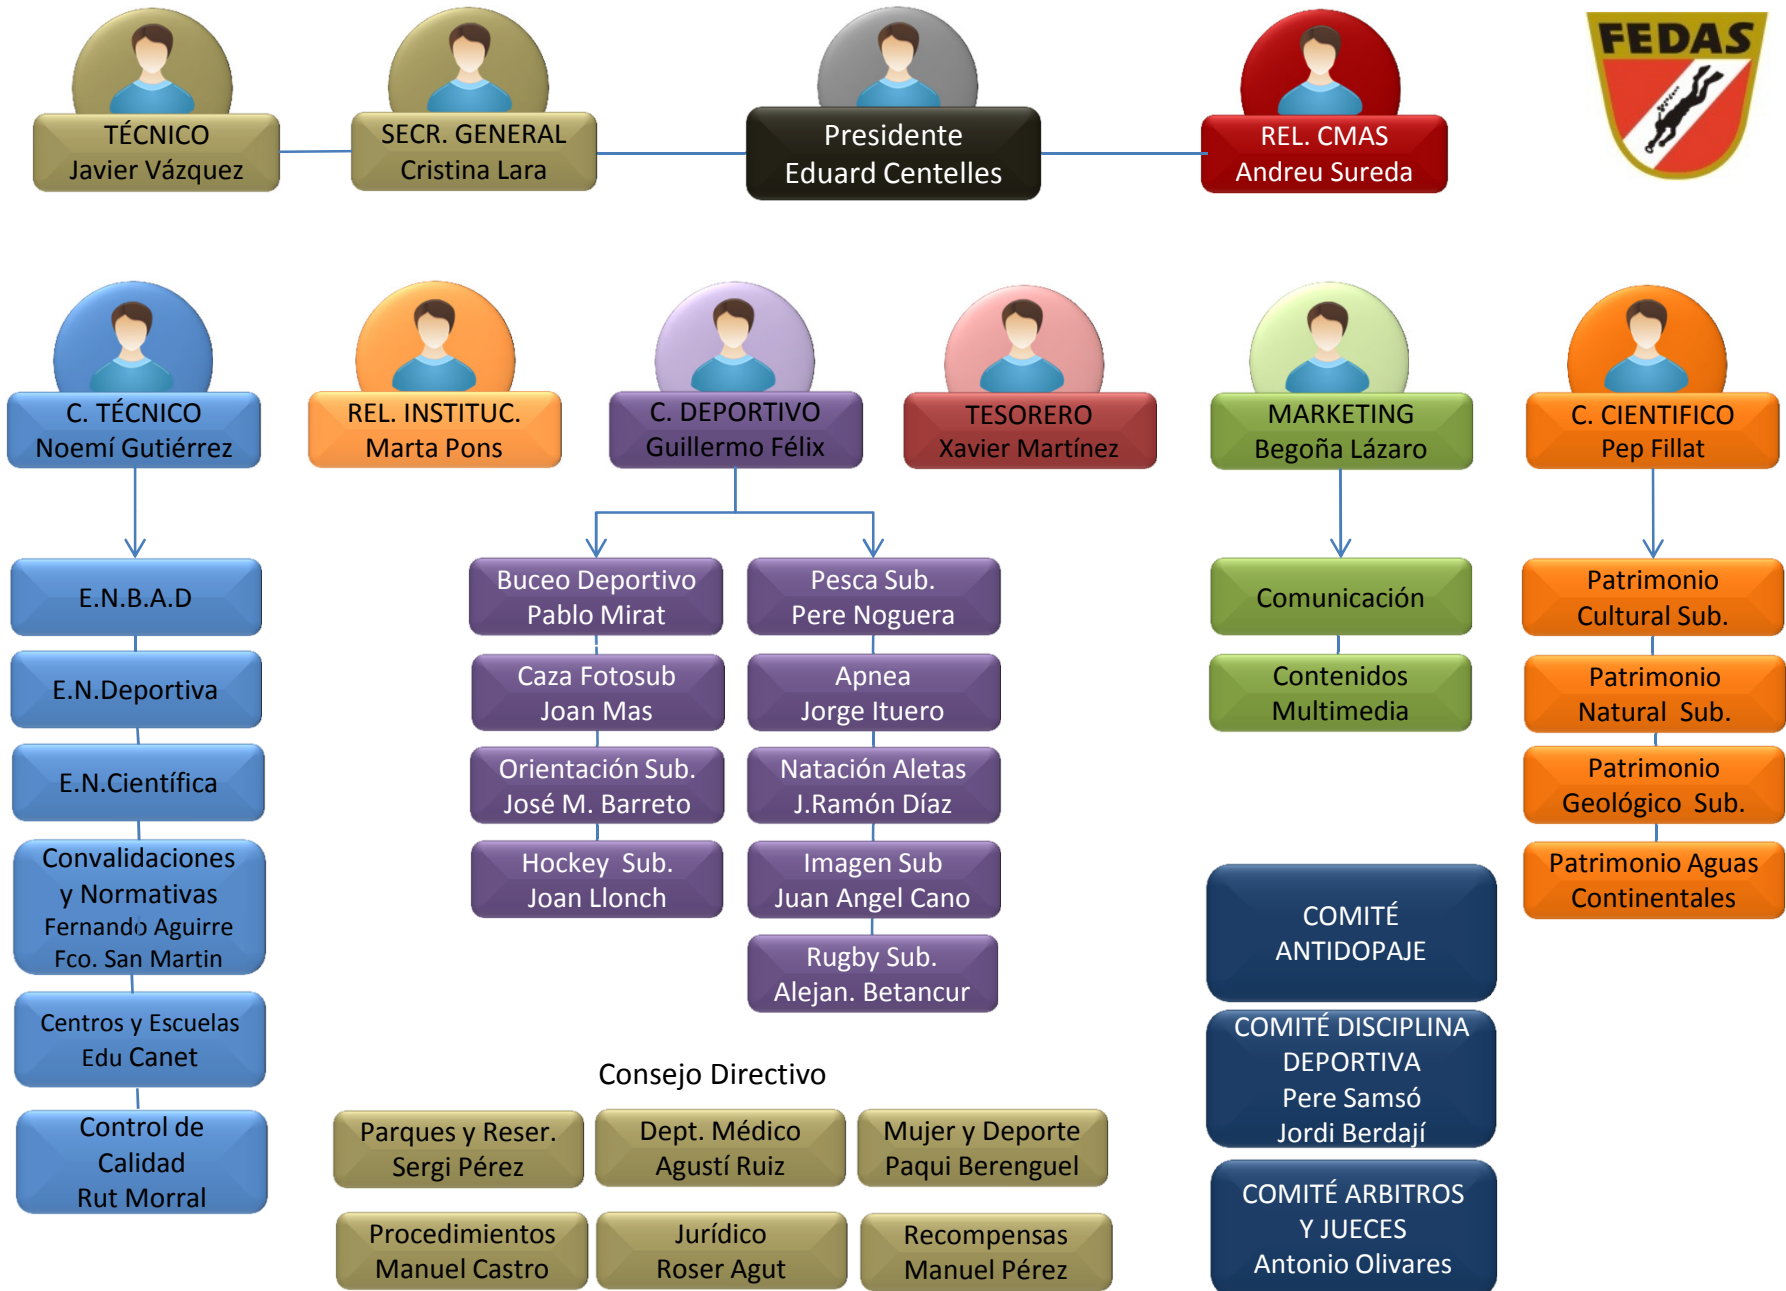 FEDAS
TÉCNICO
Javier Vázquez
SECR. GENERAL
Cristina Lara
Presidente
Eduard Centelles
REL. CMAS
Andreu Sureda
C. TÉCNICO
Noemí Gutiérrez
REL. INSTITUC.
Marta Pons
C. DEPORTIVO
Guillermo Félix
TESORERO
Xavier Martínez
MARKETING
Begoña Lázaro
C. CIENTIFICO
Pep Fillat
E.N.B.A.D
E.N.Deportiva
E.N.Científica
Convalidaciones
y Normativas
Fernando Aguirre
Fco. San Martin
Centros y Escuelas
Edu Canet
Control de
Calidad
Rut Morral
Buceo Deportivo
Pablo Mirat
Caza Fotosub
Joan Mas
Orientación Sub.
José M. Barreto
Hockey Sub.
Joan Llonch
Pesca Sub.
Pere Noguera
Apnea
Jorge Ituero
Natación Aletas
J.Ramón Díaz
Imagen Sub
Juan Angel Cano
Rugby Sub.
Alejan. Betancur
Comunicación
Contenidos
Multimedia
Patrimonio
Cultural Sub.
Patrimonio
Natural Sub.
Patrimonio
Geológico Sub.
Patrimonio Aguas
Continentales
COMITÉ
ANTIDOPAJE
COMITÉ DISCIPLINA
DEPORTIVA
Pere Samsó
Jordi Berdají
COMITÉ ARBITROS
Y JUECES
Antonio Olivares
Consejo Directivo
Parques y Reser.
Sergi Pérez
Dept. Médico
Agustí Ruiz
Mujer y Deporte
Paqui Berenguel
Procedimientos
Manuel Castro
Jurídico
Roser Agut
Recompensas
Manuel Pérez